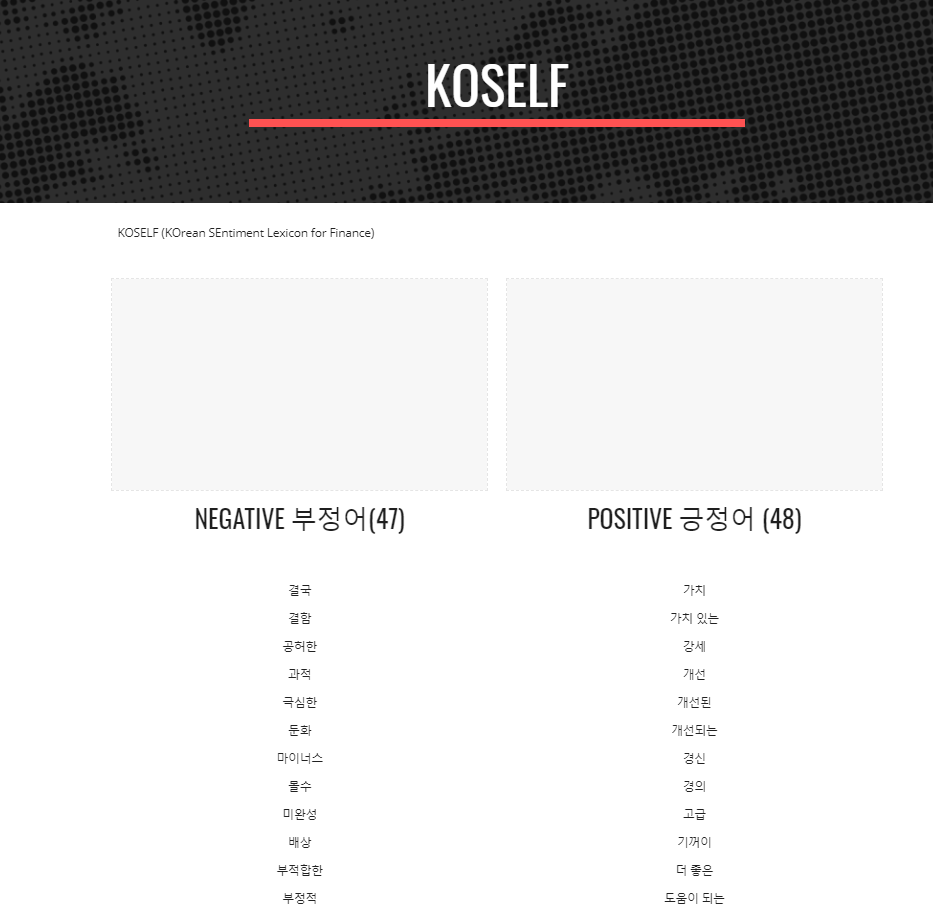 KOSELF
KOSELF (KOrean SEntiment Lexicon for Finance)
NEGATIVE 부정어(47)
결국
결함
공허한
과적
극심한
둔화
마이너스
몰수
미완성
배상
부적합한
부정적
POSITIVE 긍정어 (48)
가치
가치 있는
강세
개선
개선된
개선되는
경신
경의
고급
기꺼이
더 좋은
도움이 되는